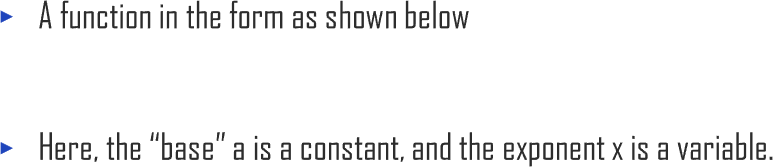 A function in the form as shown below
Here, the “base” a is a constant, and the exponent x is a variable.